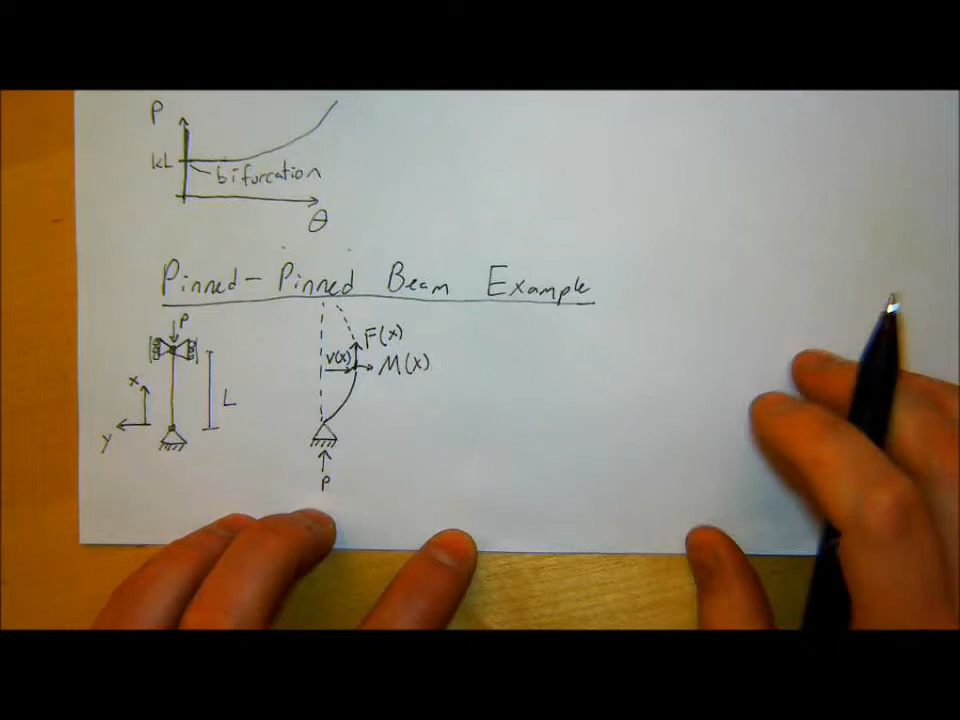 P
kL
bifurcation
θ
Pinned-Pinned Beam Example
P
F(x)
v(x)
M(x)
x
L
y
P